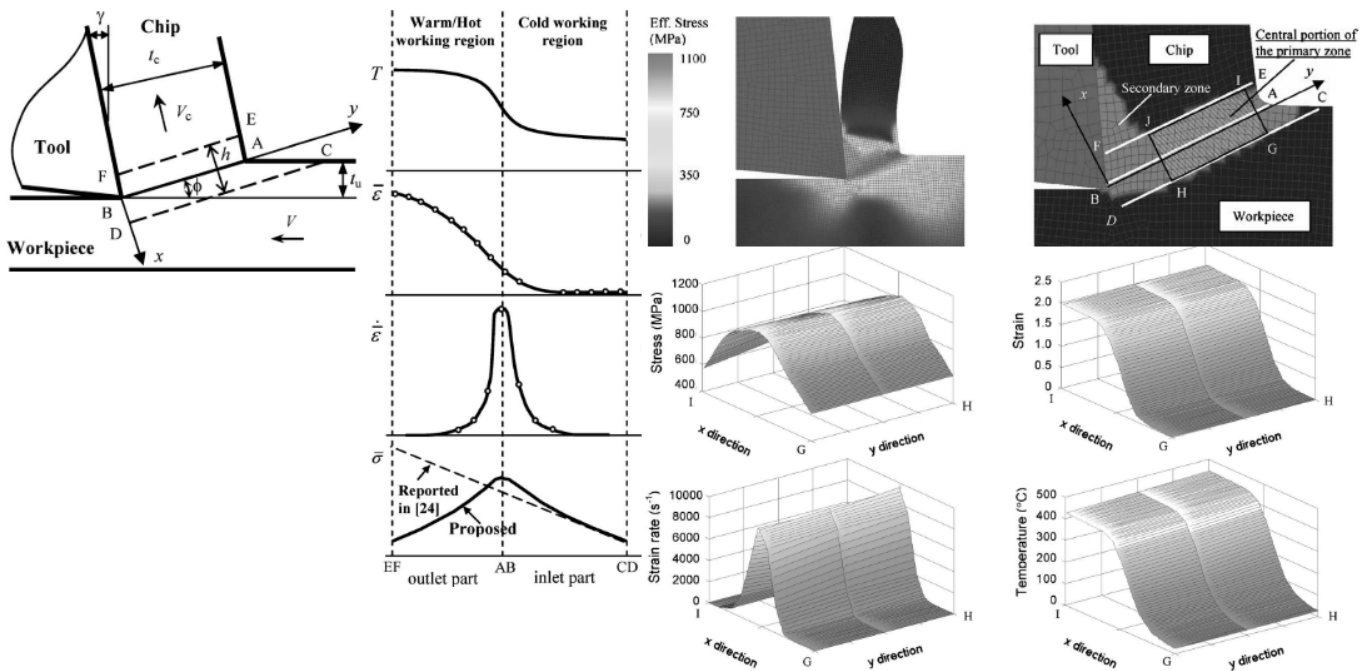 γ
Chip
t_c
V_c
E
y
A
Tool
F
h
C
ϕ
t_u
B
D
V
Workpiece
x
Warm/Hot
working region
Cold working
region
T
ε̄
ε̄̇
σ̄
Reported
in [24]
Proposed
EF
AB
CD
outlet part
inlet part
Eff. Stress
(MPa)
1100
750
350
0
Tool
Chip
Central portion of
the primary zone
x
Secondary zone
I
E
A
y
C
J
F
G
H
B
D
Workpiece
Stress (MPa)
1200
1000
800
600
400
I
x direction
G
y direction
H
Strain
2.5
2.0
1.5
1.0
0.5
0
I
x direction
G
y direction
H
Strain rate (s⁻¹)
10000
8000
6000
4000
2000
0
I
x direction
G
y direction
H
Temperature (°C)
500
400
300
200
100
0
I
x direction
G
y direction
H